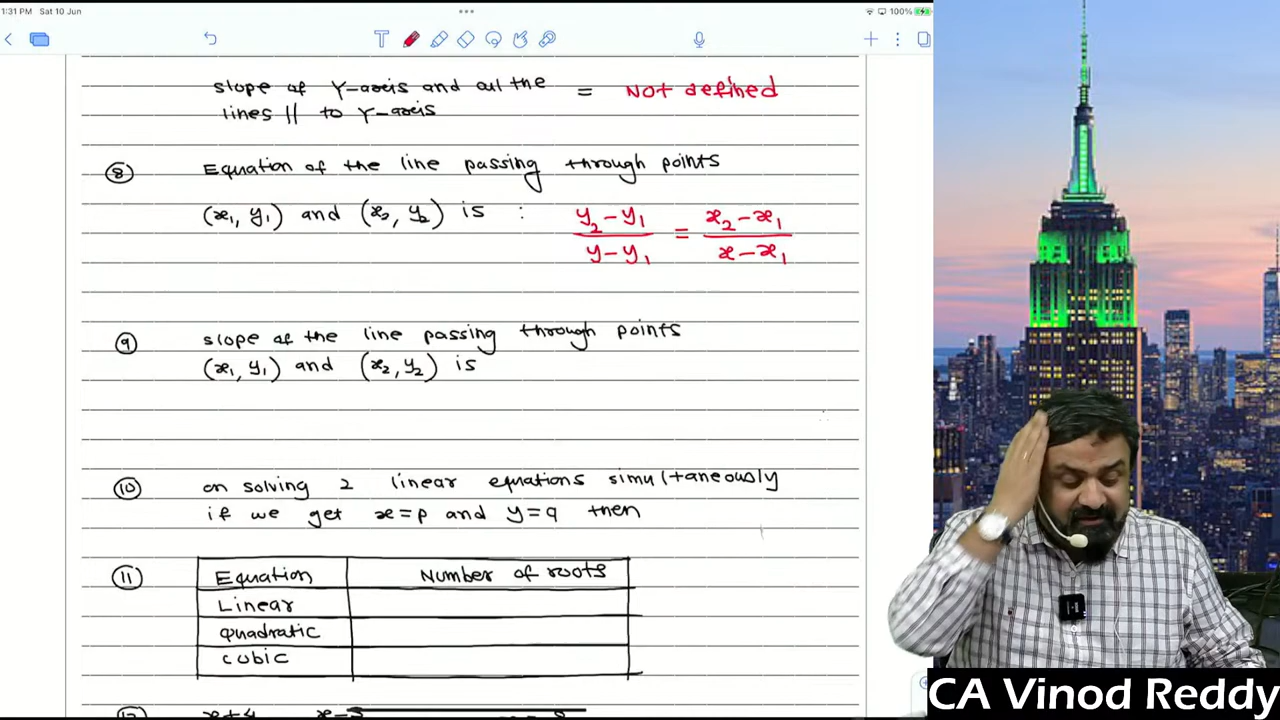 1:31 PM Sat 10 Jun
100%
slope of Y-axis and all the
lines || to Y-axis
= Not defined
⑧ Equation of the line passing through points
(x₁, y₁) and (x₂, y₂) is : y₂-y₁/y-y₁ = x₂-x₁/x-x₁
⑨ slope of the line passing through points
(x₁, y₁) and (x₂, y₂) is
⑩ on solving 2 linear equations simultaneously
if we get x=p and y=q then
⑪ Equation Number of roots
Linear
quadratic
cubic
CA Vinod Reddy